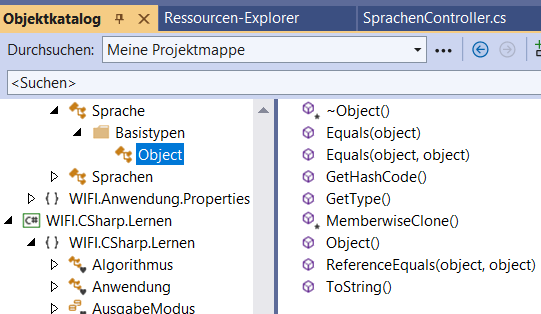 Objektkatalog
Ressourcen-Explorer
SprachenController.cs
Durchsuchen: Meine Projektmappe
<Suchen>
Sprache
Basistypen
Object
Sprachen
{ } WIFI.Anwendung.Properties
C# WIFI.CSharp.Lernen
{ } WIFI.CSharp.Lernen
Algorithmus
Anwendung
AusgabeModus
~Object()
Equals(object)
Equals(object, object)
GetHashCode()
GetType()
MemberwiseClone()
Object()
ReferenceEquals(object, object)
ToString()